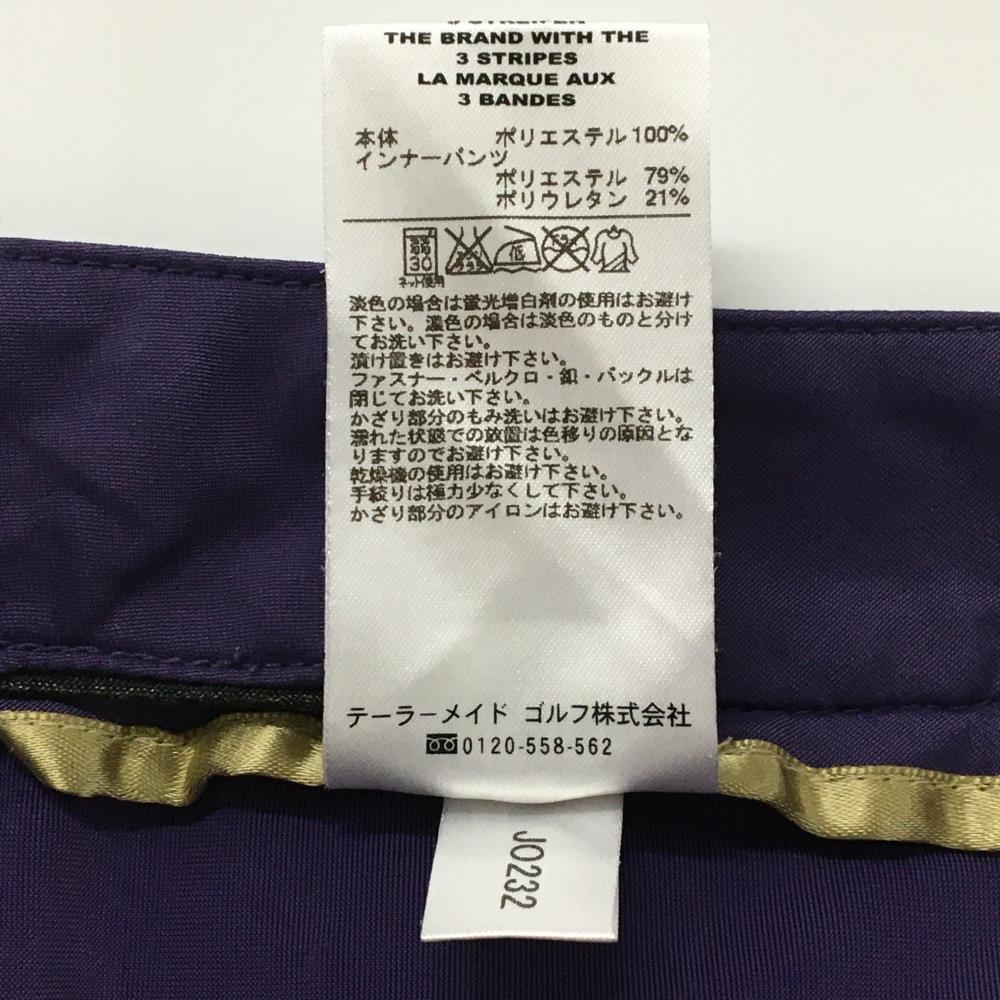 THE BRAND WITH THE
3 STRIPES
LA MARQUE AUX
3 BANDES
本体 ポリエステル100%
インナーパンツ
ポリエステル 79%
ポリウレタン 21%
30 低
ネット使用
淡色の場合は蛍光増白剤の使用はお避け
下さい。濃色の場合は淡色のものと分け
てお洗い下さい。
漬け置きはお避け下さい。
ファスナー・ベルクロ・釦・バックルは
閉じてお洗い下さい。
かざり部分のもみ洗いはお避け下さい。
濡れた状態での放置は色移りの原因とな
りますのでお避け下さい。
乾燥機の使用はお避け下さい。
手絞りは極力少なくして下さい。
かざり部分のアイロンはお避け下さい。
テーラーメイド ゴルフ株式会社
0120-558-562
JO232